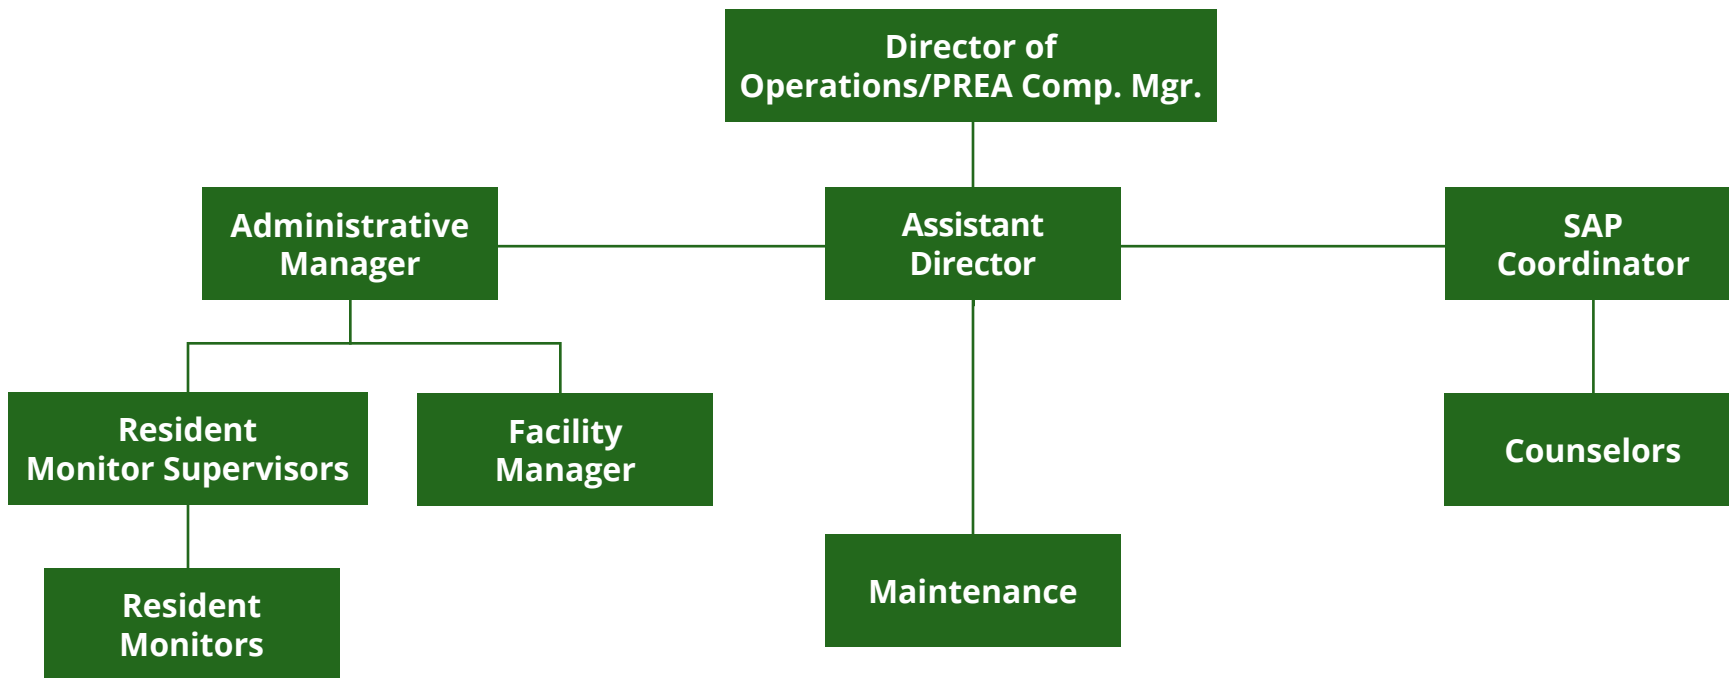 Director of
Operations/PREA Comp. Mgr.
Administrative
Manager
Assistant
Director
SAP
Coordinator
Resident
Monitor Supervisors
Facility
Manager
Counselors
Maintenance
Resident
Monitors